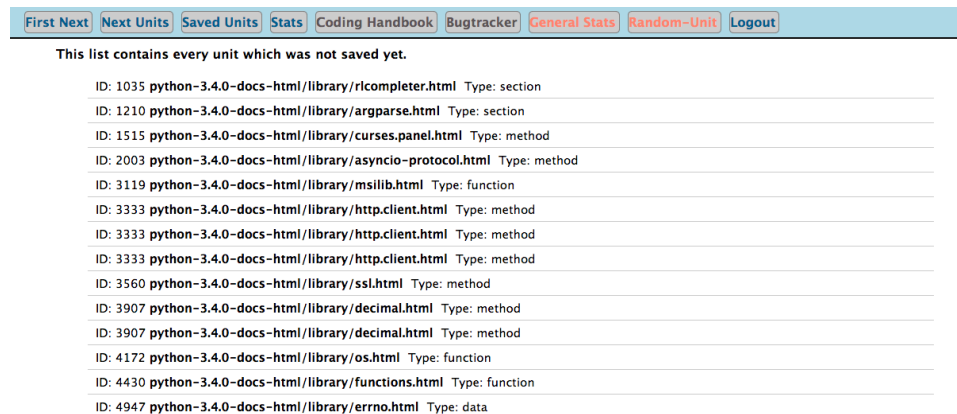 First Next Next Units Saved Units Stats Coding Handbook Bugtracker General Stats Random-Unit Logout
This list contains every unit which was not saved yet.
ID: 1035 python-3.4.0-docs-html/library/rlcompleter.html Type: section
ID: 1210 python-3.4.0-docs-html/library/argparse.html Type: section
ID: 1515 python-3.4.0-docs-html/library/curses.panel.html Type: method
ID: 2003 python-3.4.0-docs-html/library/asyncio-protocol.html Type: method
ID: 3119 python-3.4.0-docs-html/library/msilib.html Type: function
ID: 3333 python-3.4.0-docs-html/library/http.client.html Type: method
ID: 3333 python-3.4.0-docs-html/library/http.client.html Type: method
ID: 3333 python-3.4.0-docs-html/library/http.client.html Type: method
ID: 3560 python-3.4.0-docs-html/library/ssl.html Type: method
ID: 3907 python-3.4.0-docs-html/library/decimal.html Type: method
ID: 3907 python-3.4.0-docs-html/library/decimal.html Type: method
ID: 4172 python-3.4.0-docs-html/library/os.html Type: function
ID: 4430 python-3.4.0-docs-html/library/functions.html Type: function
ID: 4947 python-3.4.0-docs-html/library/errno.html Type: data